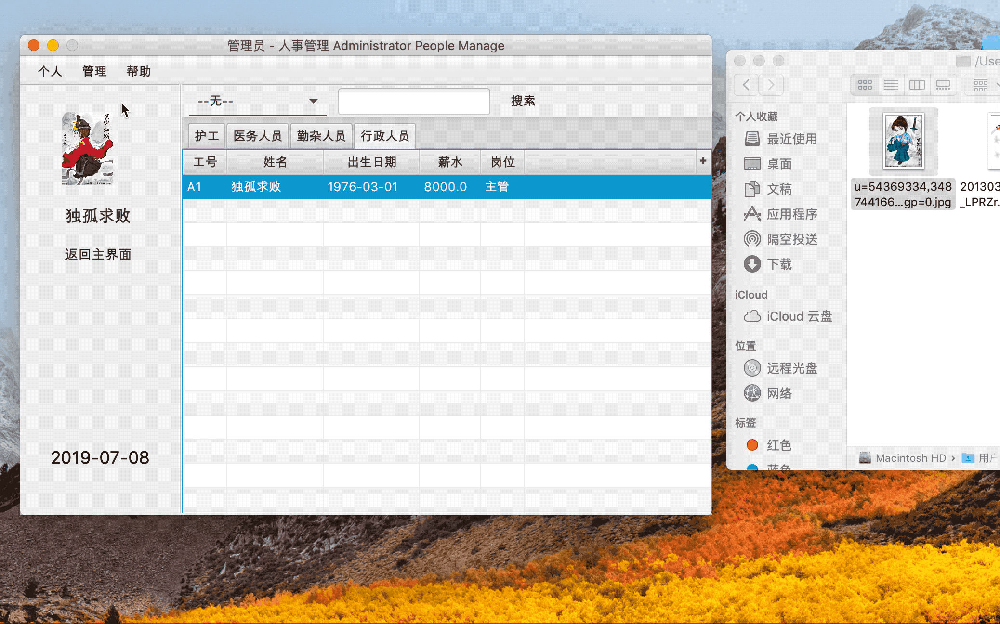 管理员 - 人事管理 Administrator People Manage
个人 管理 帮助
--无-- 搜索
护工 医务人员 勤杂人员 行政人员
工号 姓名 出生日期 薪水 岗位 +
A1 独孤求败 1976-03-01 8000.0 主管
独孤求败
返回主界面
2019-07-08
/Use
个人收藏
最近使用
桌面
文稿
应用程序
隔空投送
下载
iCloud
iCloud 云盘
位置
远程光盘
网络
标签
红色
蓝色
u=54369334,348
744166...gp=0.jpg
201303
_LPRZr.
Macintosh HD › 用户